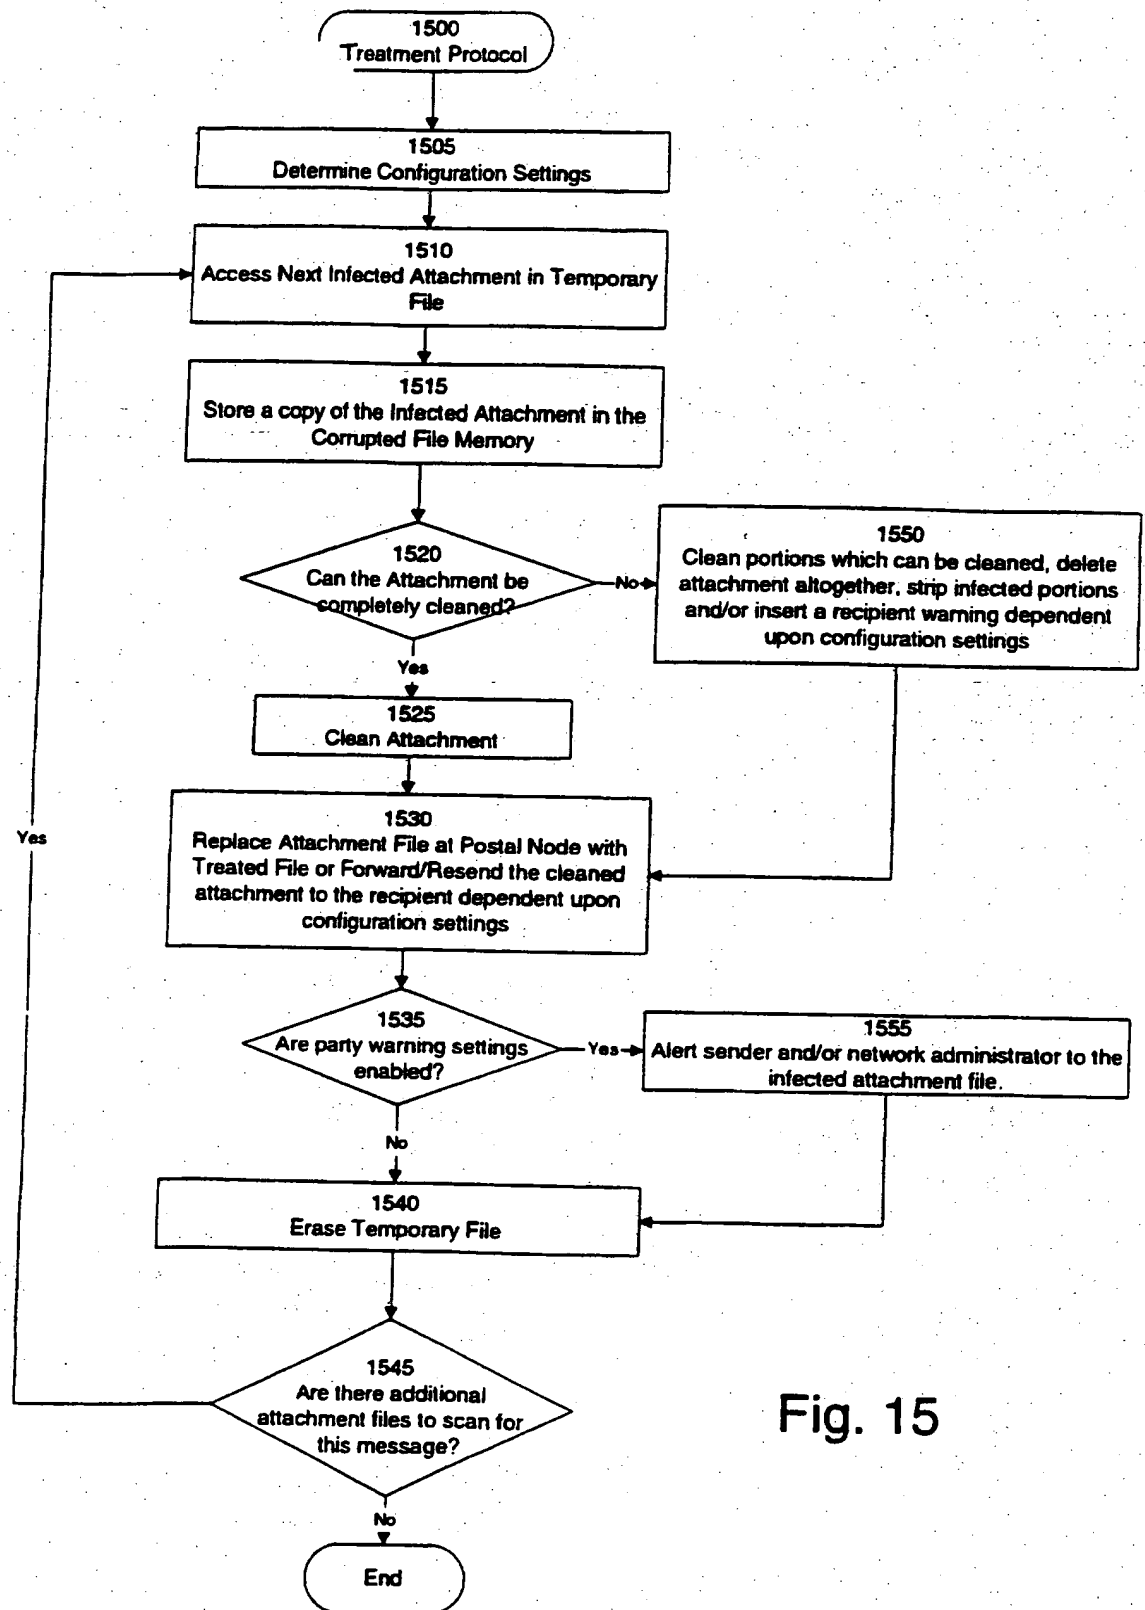 1500
Treatment Protocol
1505
Determine Configuration Settings
1510
Access Next Infected Attachment in Temporary
File
1515
Store a copy of the Infected Attachment in the
Corrupted File Memory
1520
Can the Attachment be
completely cleaned?
No
1550
Clean portions which can be cleaned, delete
attachment altogether, strip infected portions
and/or insert a recipient warning dependent
upon configuration settings
Yes
1525
Clean Attachment
1530
Replace Attachment File at Postal Node with
Treated File or Forward/Resend the cleaned
attachment to the recipient dependent upon
configuration settings
Yes
1535
Are party warning settings
enabled?
Yes
1555
Alert sender and/or network administrator to the
infected attachment file.
No
1540
Erase Temporary File
1545
Are there additional
attachment files to scan for
this message?
No
End
Fig. 15